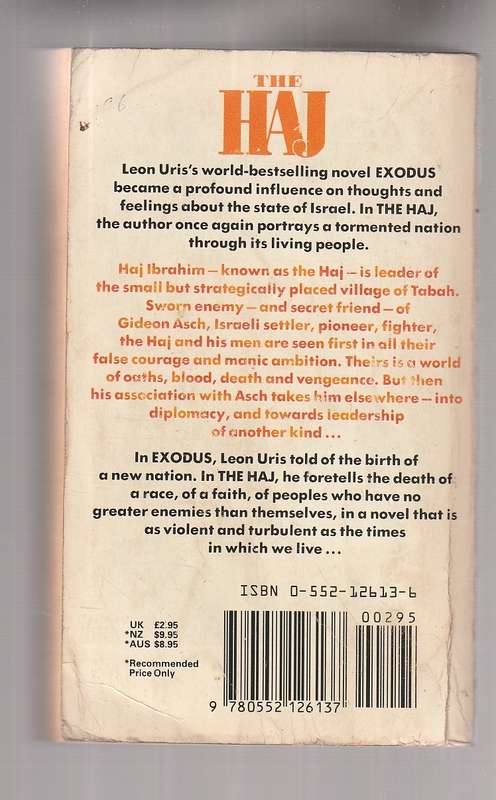 THE
HAJ
Leon Uris's world-bestselling novel EXODUS
became a profound influence on thoughts and
feelings about the state of Israel. In THE HAJ,
the author once again portrays a tormented nation
through its living people.
Haj Ibrahim – known as the Haj – is leader of
the small but strategically placed village of Tabah.
Sworn enemy – and secret friend – of
Gideon Asch, Israeli settler, pioneer, fighter,
the Haj and his men are seen first in all their
false courage and manic ambition. Theirs is a world
of oaths, blood, death and vengeance. But then
his association with Asch takes him elsewhere – into
diplomacy, and towards leadership
of another kind ...
In EXODUS, Leon Uris told of the birth of
a new nation. In THE HAJ, he foretells the death of
a race, of a faith, of peoples who have no
greater enemies than themselves, in a novel that is
as violent and turbulent as the times
in which we live ...
ISBN 0-552-12613-6
00295
UK £2.95
*NZ $9.95
*AUS $8.95
*Recommended
Price Only
9 780552 126137